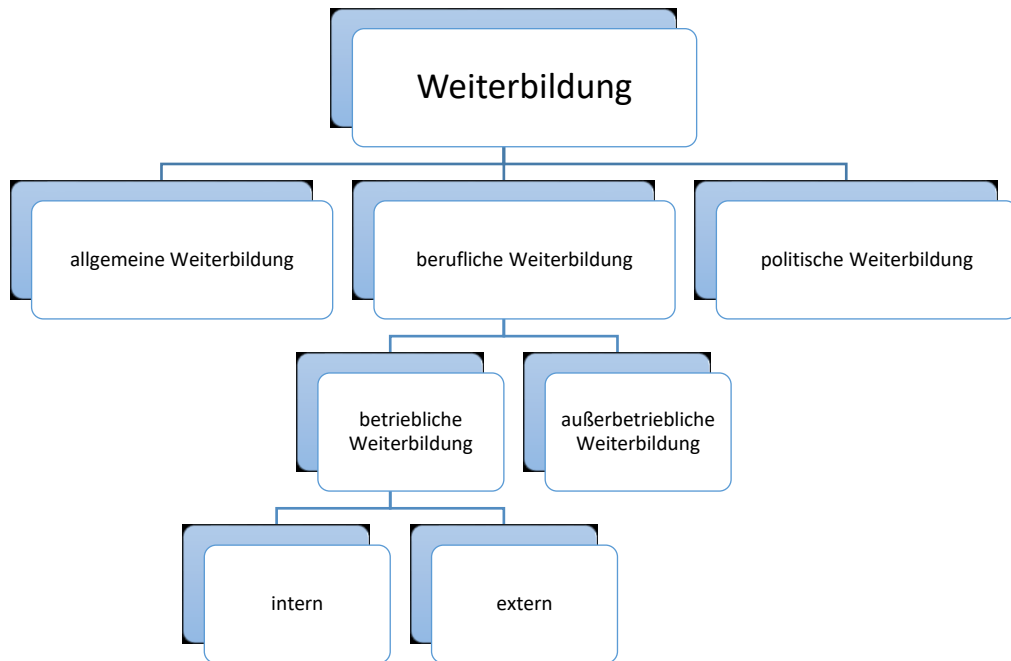 Weiterbildung
allgemeine Weiterbildung
berufliche Weiterbildung
politische Weiterbildung
betriebliche
Weiterbildung
außerbetriebliche
Weiterbildung
intern
extern